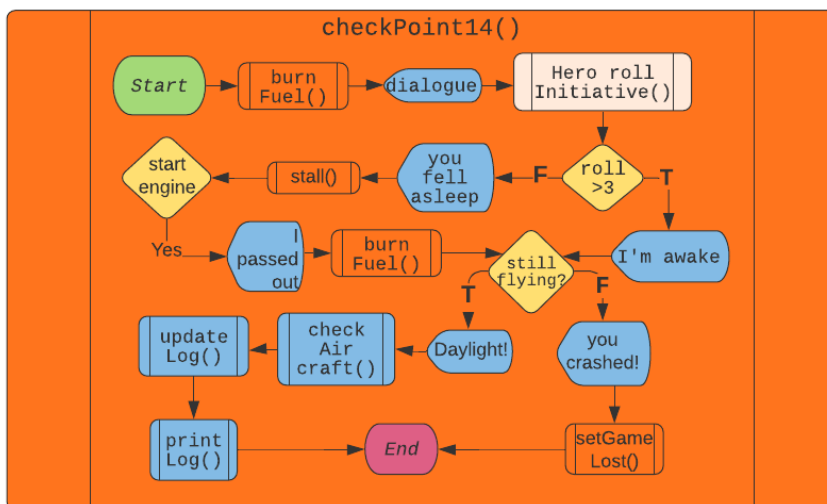 checkPoint14()
Start
burn
Fuel()
dialogue
Hero roll
Initiative()
start
engine
stall()
you
fell
asleep
F
roll
>3
T
Yes
I
passed
out
burn
Fuel()
still
flying?
I'm awake
T
F
update
Log()
check
Air
craft()
Daylight!
you
crashed!
print
Log()
End
setGame
Lost()